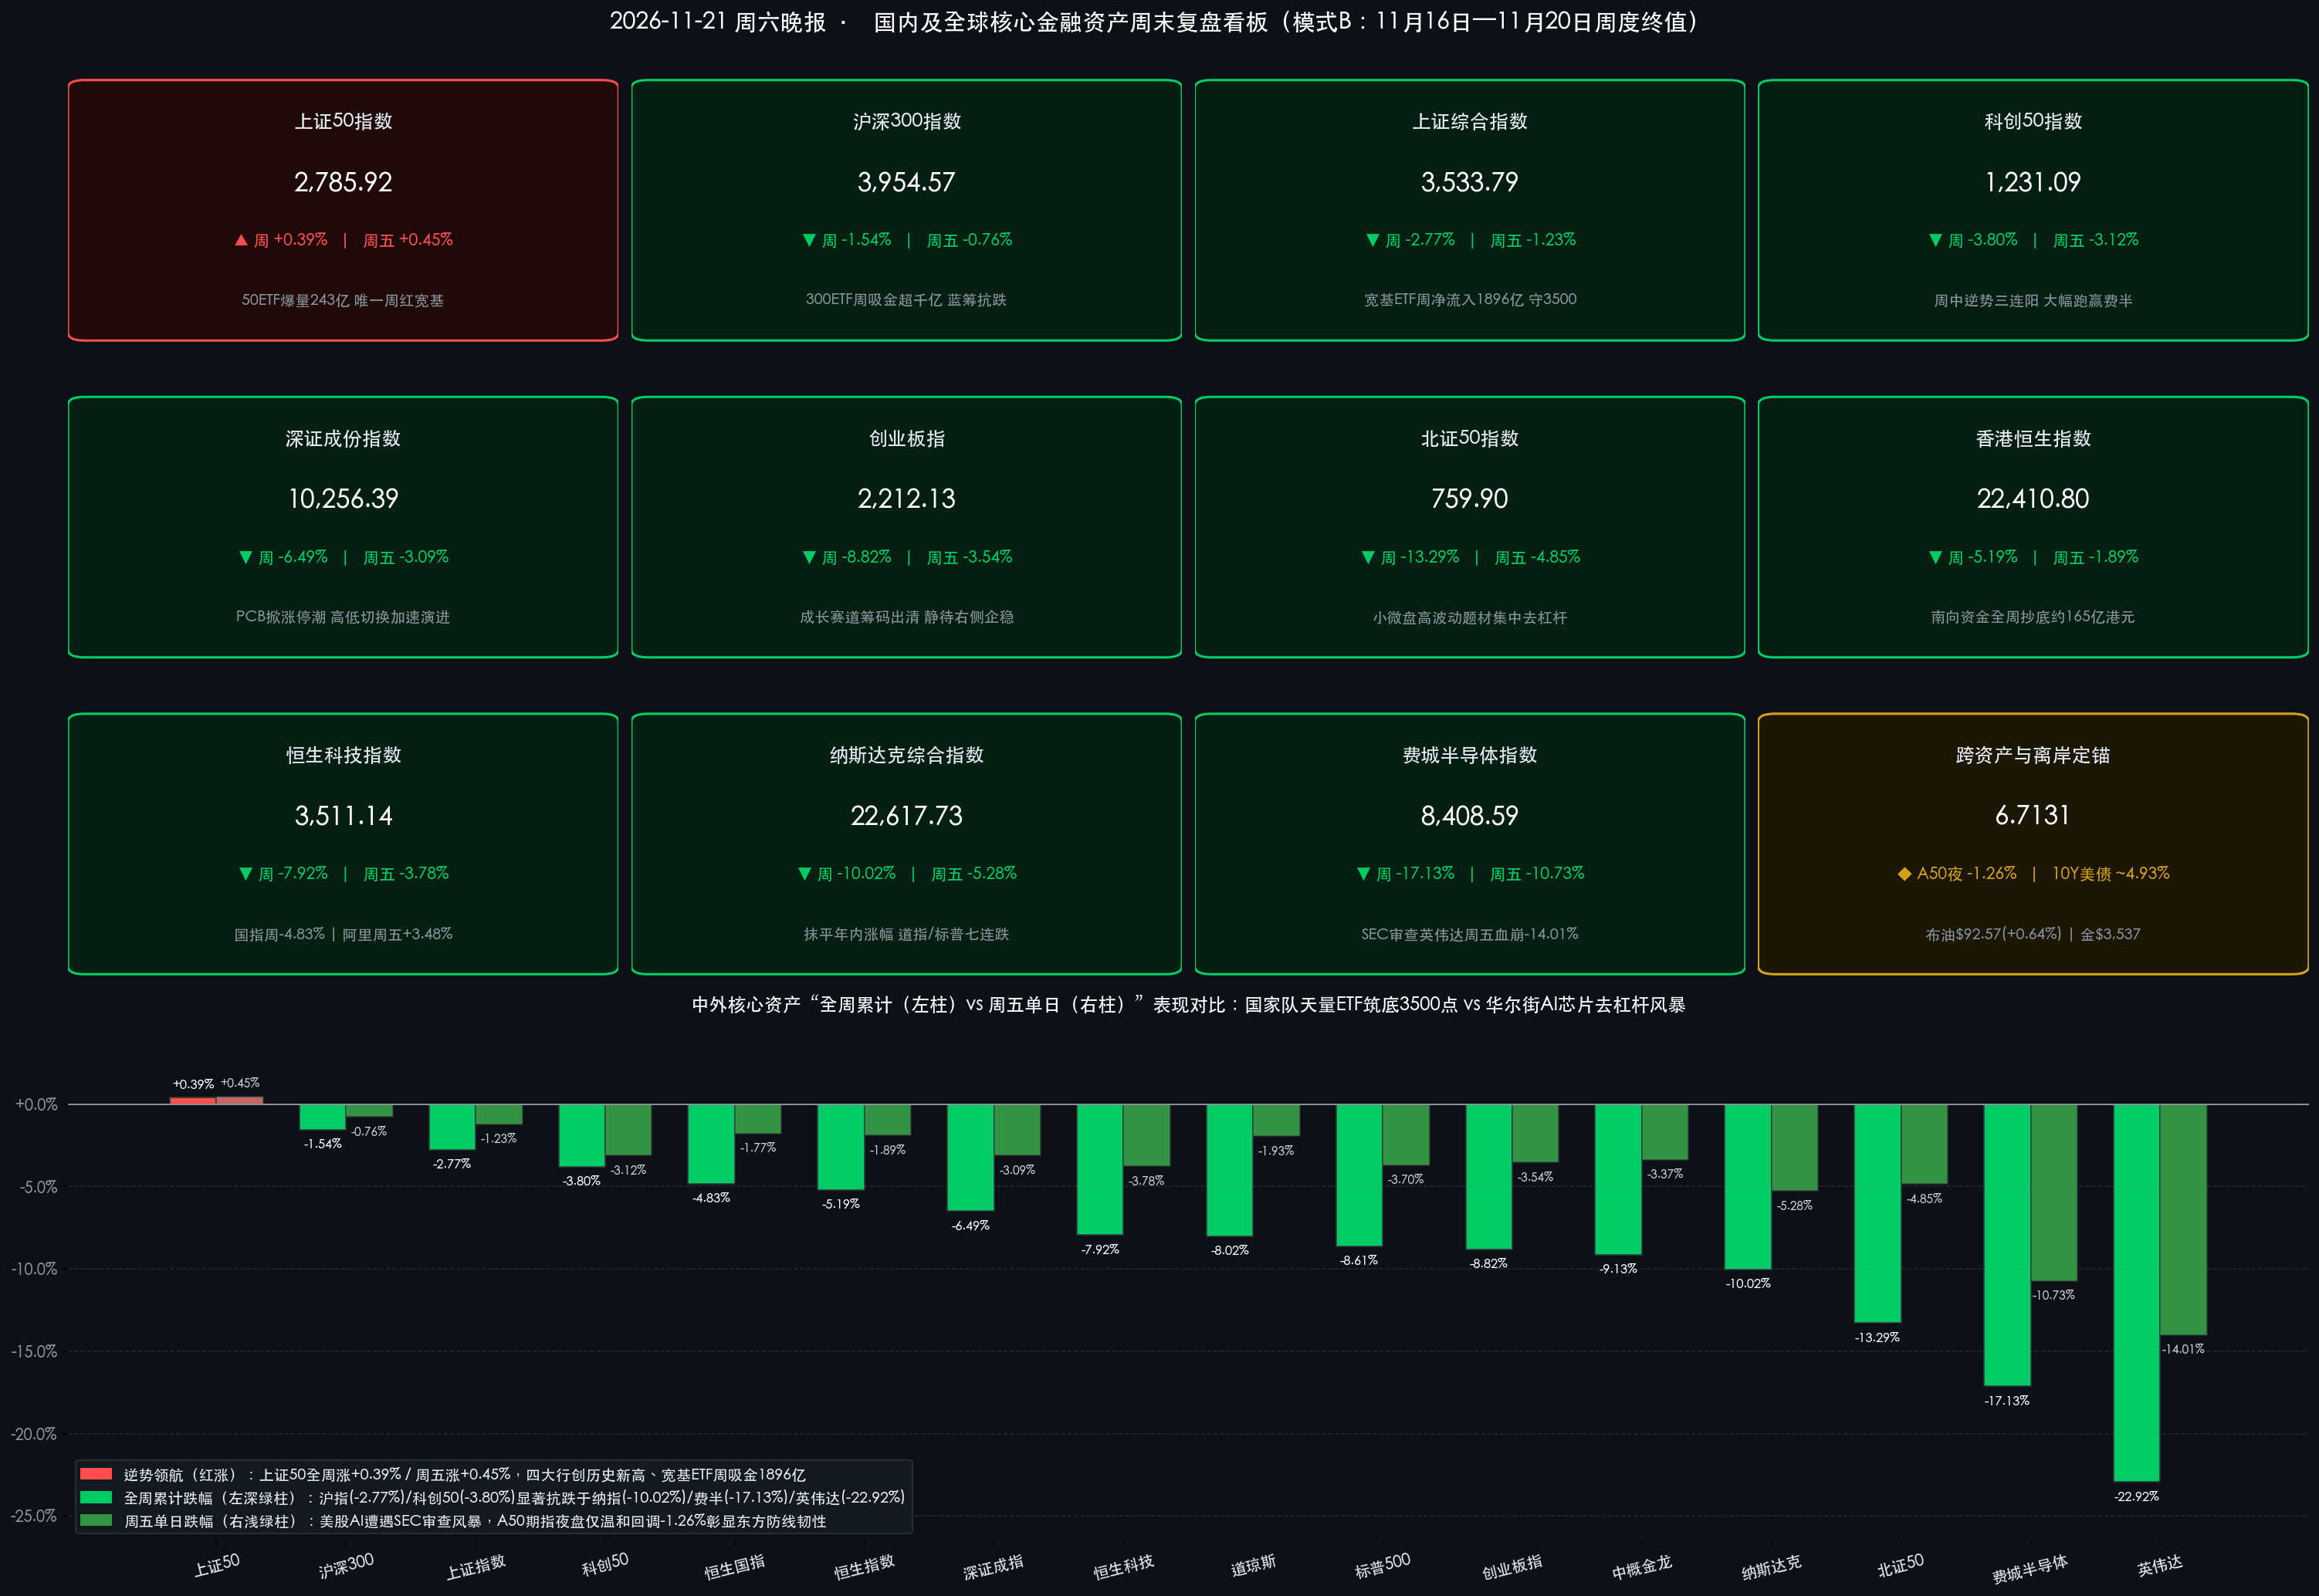 2026-11-21 周六晚报 · 国内及全球核心金融资产周末复盘看板（模式B：11月16日—11月20日周度终值）
上证50指数
2,785.92
▲ 周 +0.39% | 周五 +0.45%
50ETF爆量243亿 唯一周红宽基
沪深300指数
3,954.57
▼ 周 -1.54% | 周五 -0.76%
300ETF周吸金超千亿 蓝筹抗跌
上证综合指数
3,533.79
▼ 周 -2.77% | 周五 -1.23%
宽基ETF周净流入1896亿 守3500
科创50指数
1,231.09
▼ 周 -3.80% | 周五 -3.12%
周中逆势三连阳 大幅跑赢费半
深证成份指数
10,256.39
▼ 周 -6.49% | 周五 -3.09%
PCB掀涨停潮 高低切换加速演进
创业板指
2,212.13
▼ 周 -8.82% | 周五 -3.54%
成长赛道筹码出清 静待右侧企稳
北证50指数
759.90
▼ 周 -13.29% | 周五 -4.85%
小微盘高波动题材集中去杠杆
香港恒生指数
22,410.80
▼ 周 -5.19% | 周五 -1.89%
南向资金全周抄底约165亿港元
恒生科技指数
3,511.14
▼ 周 -7.92% | 周五 -3.78%
国指周-4.83% | 阿里周五+3.48%
纳斯达克综合指数
22,617.73
▼ 周 -10.02% | 周五 -5.28%
抹平年内涨幅 道指/标普七连跌
费城半导体指数
8,408.59
▼ 周 -17.13% | 周五 -10.73%
SEC审查英伟达周五血崩-14.01%
跨资产与离岸定锚
6.7131
◆ A50夜 -1.26% | 10Y美债 ~4.93%
布油$92.57(+0.64%) | 金$3,537
中外核心资产“全周累计（左柱）vs 周五单日（右柱）”表现对比：国家队天量ETF筑底3500点 vs 华尔街AI芯片去杠杆风暴
+0.0%
-5.0%
-10.0%
-15.0%
-20.0%
-25.0%
+0.39% +0.45%
-1.54% -0.76%
-2.77% -1.23%
-3.80% -3.12%
-4.83% -1.77%
-5.19% -1.89%
-6.49% -3.09%
-7.92% -3.78%
-8.02% -1.93%
-8.61% -3.70%
-8.82% -3.54%
-9.13% -3.37%
-10.02% -5.28%
-13.29% -4.85%
-17.13% -10.73%
-22.92% -14.01%
逆势领航（红涨）：上证50全周涨+0.39% / 周五涨+0.45%，四大行创历史新高、宽基ETF周吸金1896亿
全周累计跌幅（左深绿柱）：沪指(-2.77%)/科创50(-3.80%)显著抗跌于纳指(-10.02%)/费半(-17.13%)/英伟达(-22.92%)
周五单日跌幅（右浅绿柱）：美股AI遭遇SEC审查风暴，A50期指夜盘仅温和回调-1.26%彰显东方防线韧性
上证50
沪深300
上证指数
科创50
恒生国指
恒生指数
深证成指
恒生科技
道琼斯
标普500
创业板指
中概金龙
纳斯达克
北证50
费城半导体
英伟达